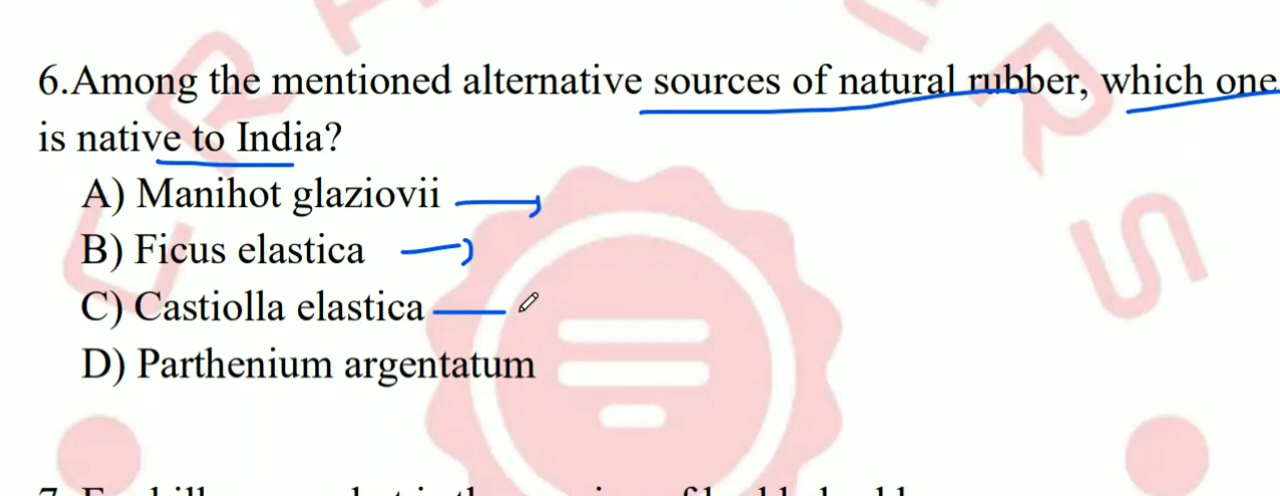 6.Among the mentioned alternative sources of natural rubber, which one
is native to India?
A) Manihot glaziovii
B) Ficus elastica
C) Castiolla elastica
D) Parthenium argentatum